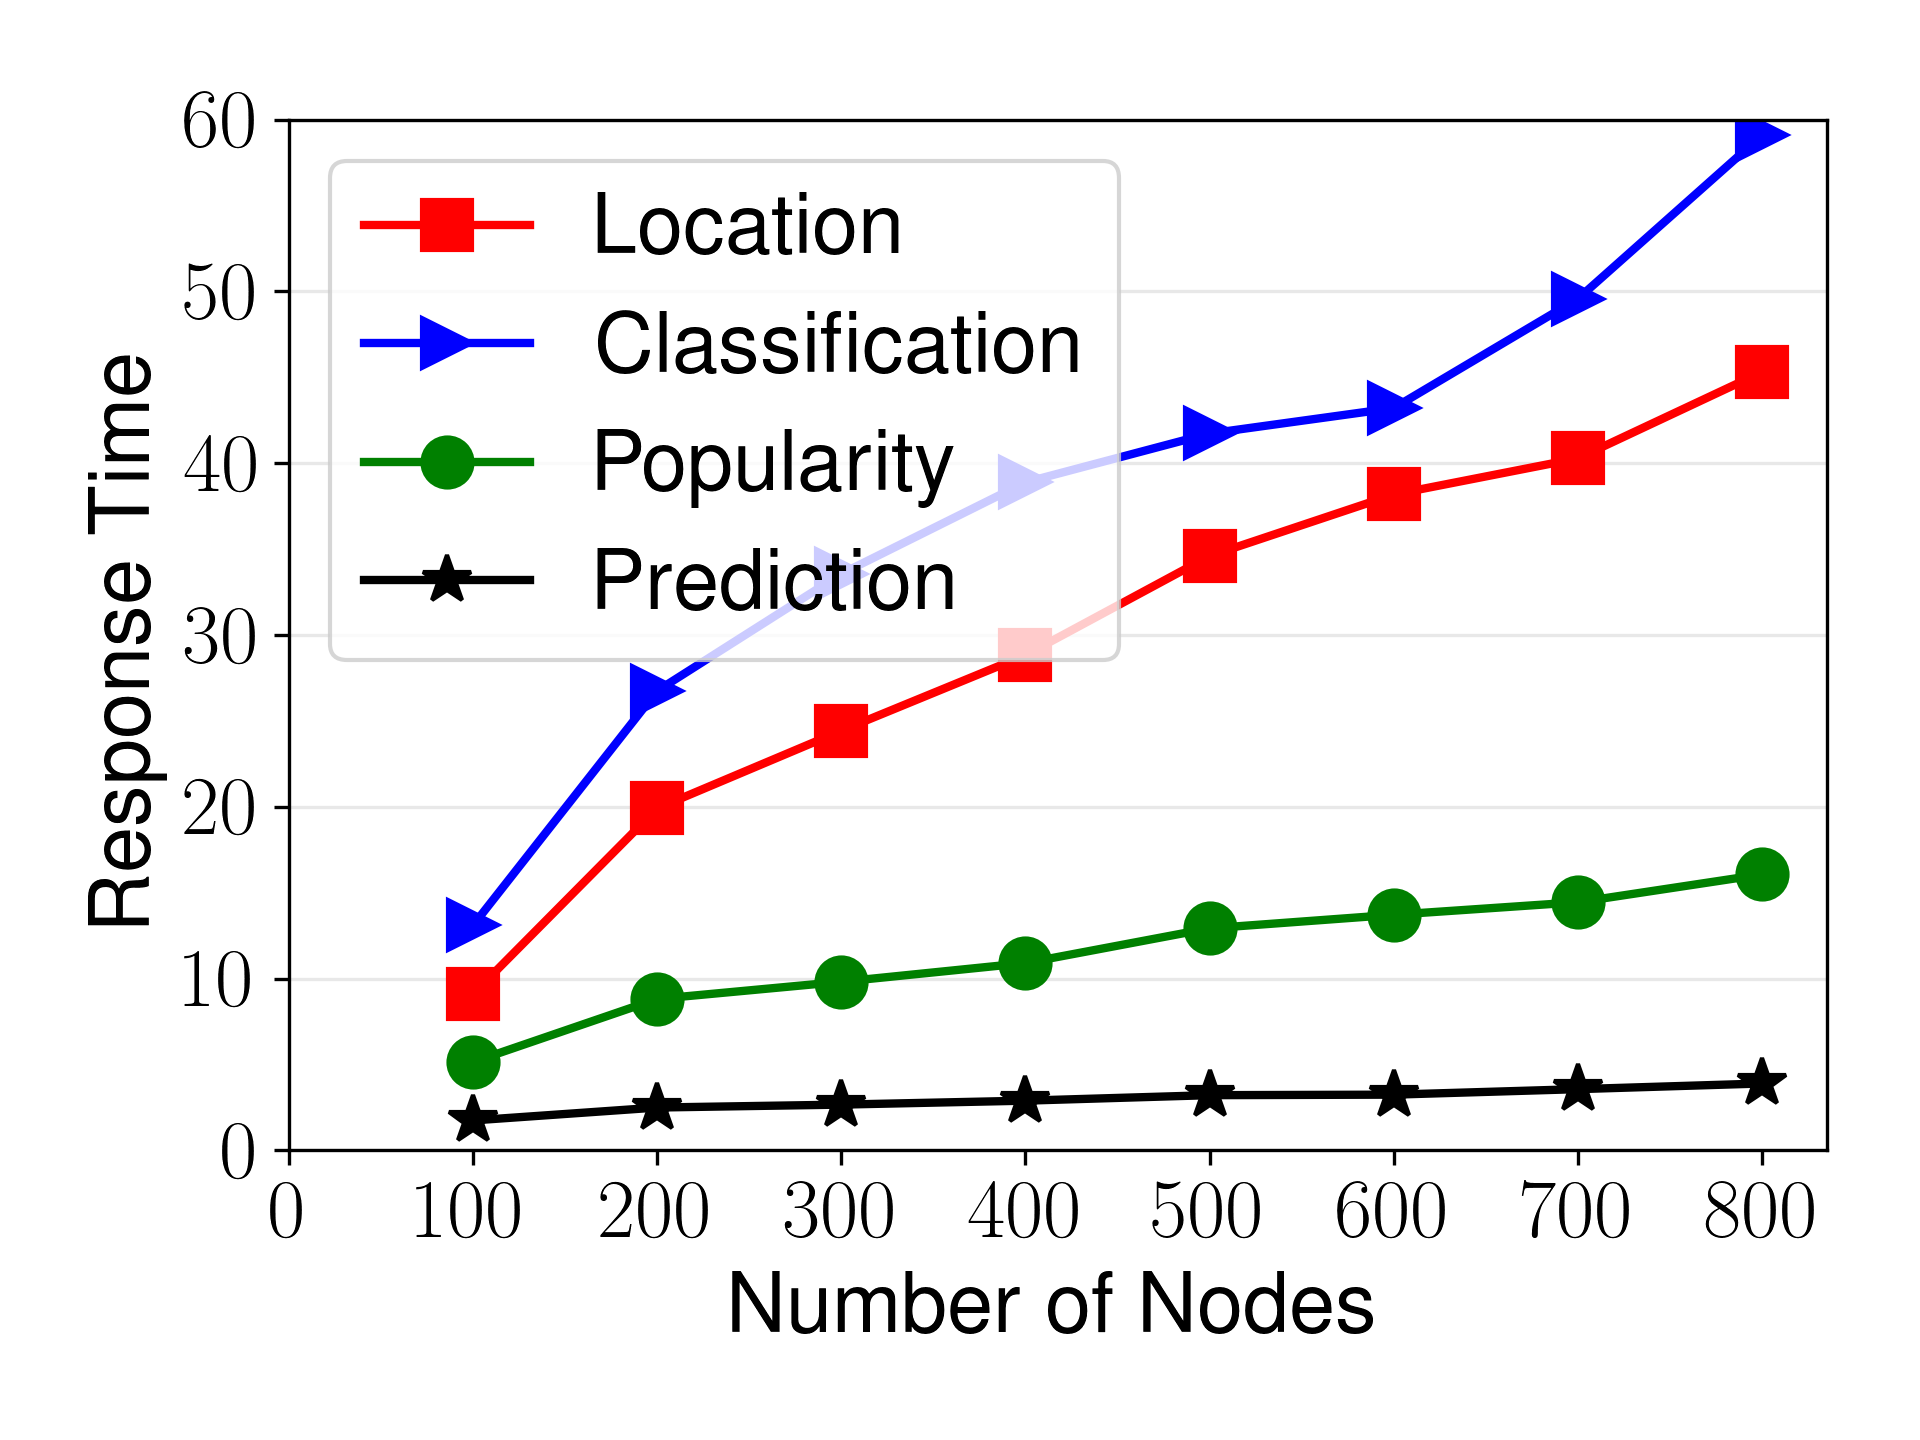 60
50
40
30
20
10
0
Response Time
Location
Classification
Popularity
Prediction
0 100 200 300 400 500 600 700 800
Number of Nodes